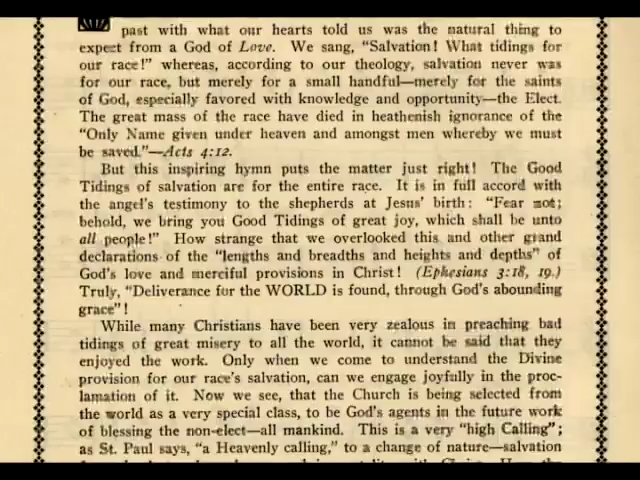 past with what our hearts told us was the natural thing to
expect from a God of Love. We sang, "Salvation! What tidings for
our race!" whereas, according to our theology, salvation never was
for our race, but merely for a small handful—merely for the saints
of God, especially favored with knowledge and opportunity—the Elect.
The great mass of the race have died in heathenish ignorance of the
"Only Name given under heaven and amongst men whereby we must
be saved."—Acts 4:12.
But this inspiring hymn puts the matter just right! The Good
Tidings of salvation are for the entire race. It is in full accord with
the angel's testimony to the shepherds at Jesus' birth: "Fear not;
behold, we bring you Good Tidings of great joy, which shall be unto
all people!" How strange that we overlooked this and other grand
declarations of the "lengths and breadths and heights and depths" of
God's love and merciful provisions in Christ! (Ephesians 3:18, 19.)
Truly, "Deliverance for the WORLD is found, through God's abounding
grace"!
While many Christians have been very zealous in preaching bad
tidings of great misery to all the world, it cannot be said that they
enjoyed the work. Only when we come to understand the Divine
provision for our race's salvation, can we engage joyfully in the proc-
lamation of it. Now we see, that the Church is being selected from
the world as a very special class, to be God's agents in the future work
of blessing the non-elect—all mankind. This is a very "high Calling";
as St. Paul says, "a Heavenly calling," to a change of nature—salvation